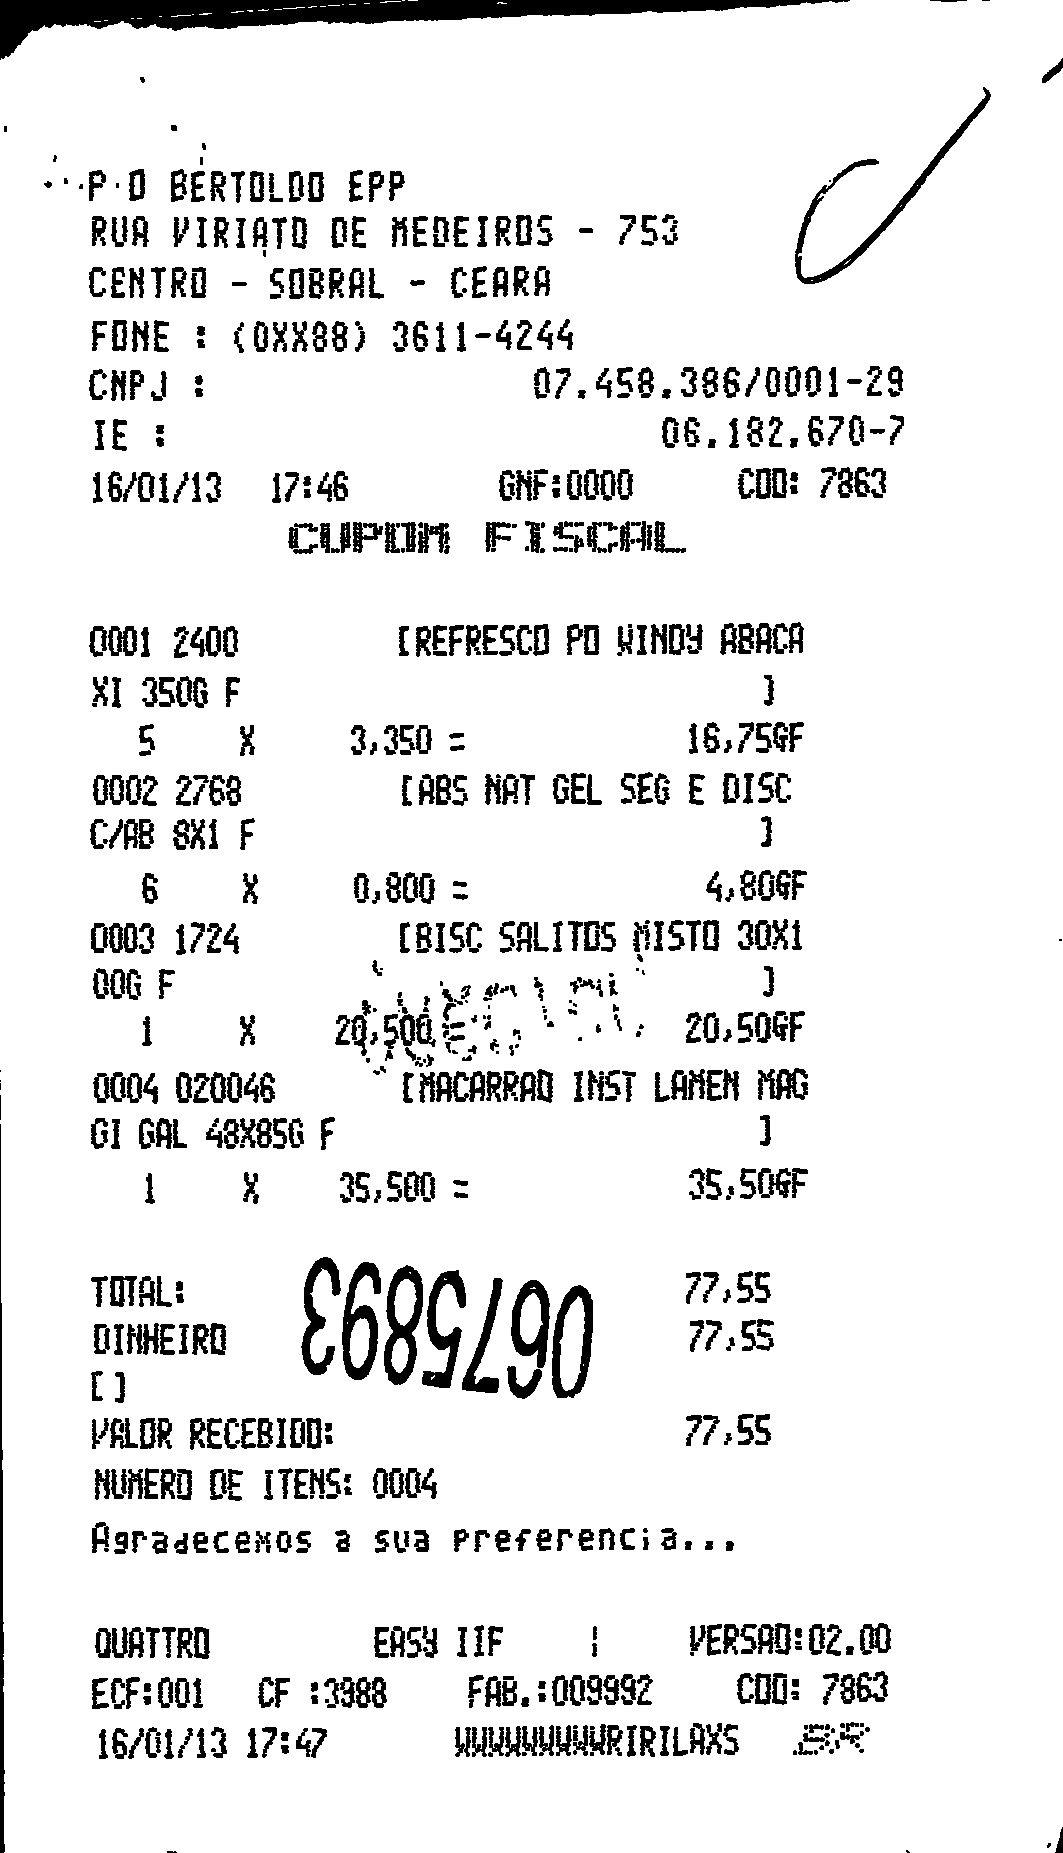 P O BERTOLDO EPP
RUA VIRIATO DE MEDEIROS - 753
CENTRO - SOBRAL - CEARA
FONE : (0XX88) 3611-4244
CNPJ : 07.458.386/0001-29
IE : 06.182.670-7
16/01/13 17:46 GNF:0000 COO: 7863
CUPOM FISCAL
0001 2400 [REFRESCO PO WINDY ABACA
XI 350G F ]
5 X 3,350 = 16,75GF
0002 2768 [ABS NAT GEL SEG E DISC
C/AB 8X1 F ]
6 X 0,800 = 4,80GF
0003 1724 [BISC SALITOS MISTO 30X1
00G F ]
1 X 20,500 20,50GF
0004 020046 [MACARRAO INST LAMEN MAG
GI GAL 48X85G F ]
1 X 35,500 = 35,50GF
TOTAL: 77,55
DINHEIRO 77,55
[]
0675893
VALOR RECEBIDO: 77,55
NUMERO DE ITENS: 0004
Agradecemos a sua preferencia...
QUATTRO EASY IIF | VERSAO:02.00
ECF:001 CF :3988 FAB.:009992 COO: 7863
16/01/13 17:47 WWWWWWWWWRIRILAXS BR